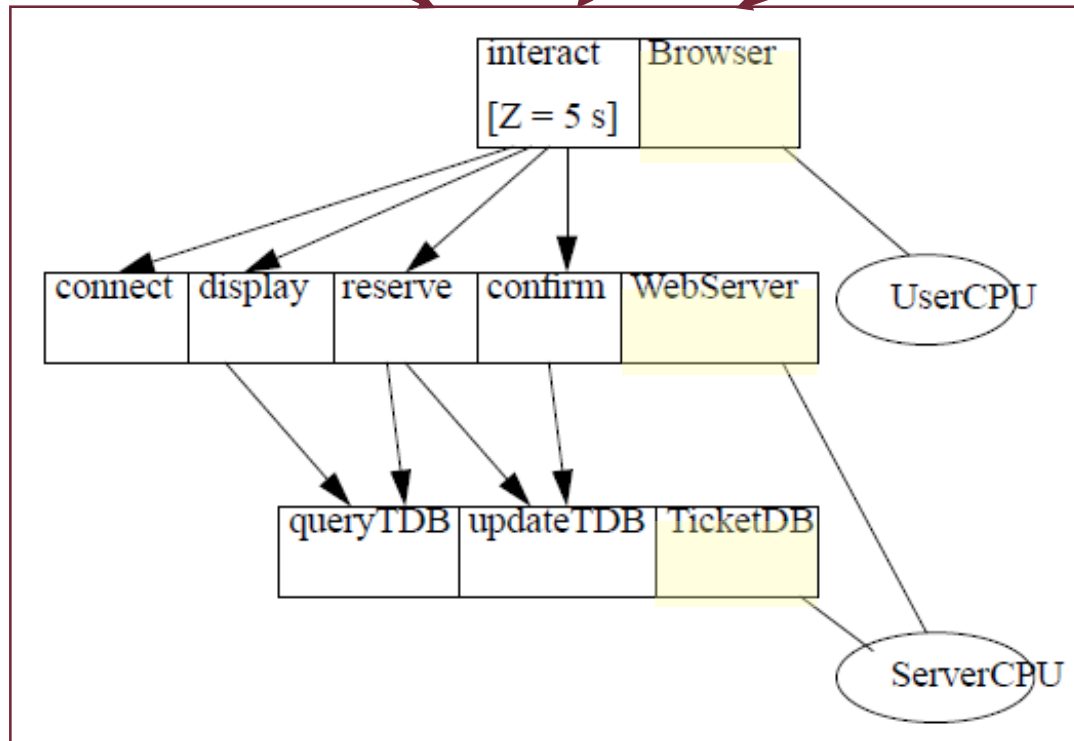 interact Browser
[Z = 5 s]
connect display reserve confirm WebServer
UserCPU
queryTDB updateTDB TicketDB
ServerCPU